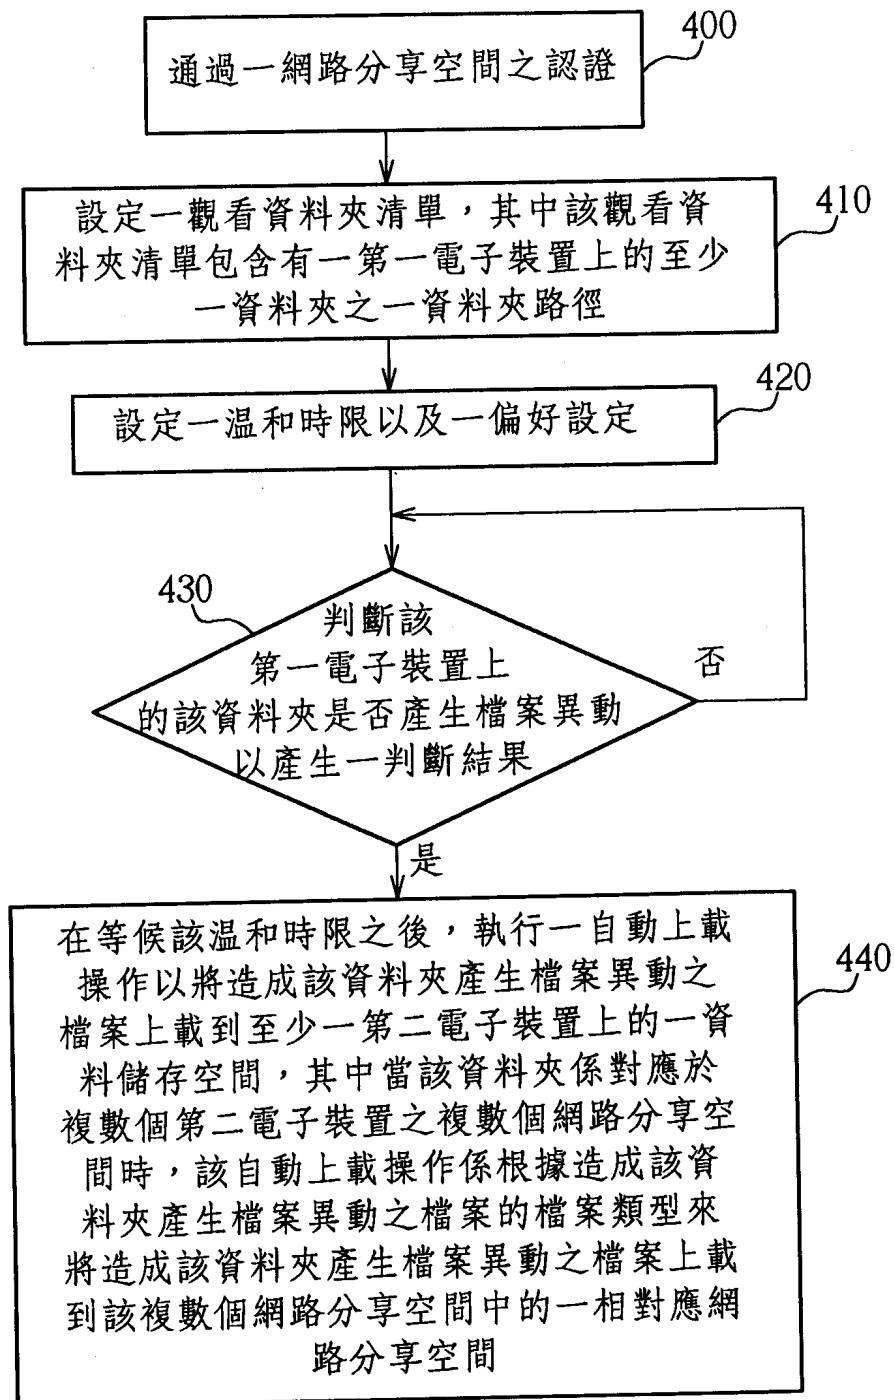 400
通過一網路分享空間之認證
410
設定一觀看資料夾清單，其中該觀看資
料夾清單包含有一第一電子裝置上的至少
一資料夾之一資料夾路徑
420
設定一温和時限以及一偏好設定
430
判斷該
第一電子裝置上
的該資料夾是否產生檔案異動
以產生一判斷結果
否
是
440
在等候該温和時限之後，執行一自動上載
操作以將造成該資料夾產生檔案異動之
檔案上載到至少一第二電子裝置上的一資
料儲存空間，其中當該資料夾係對應於
複數個第二電子裝置之複數個網路分享空
間時，該自動上載操作係根據造成該資
料夾產生檔案異動之檔案的檔案類型來
將造成該資料夾產生檔案異動之檔案上載
到該複數個網路分享空間中的一相對應網
路分享空間